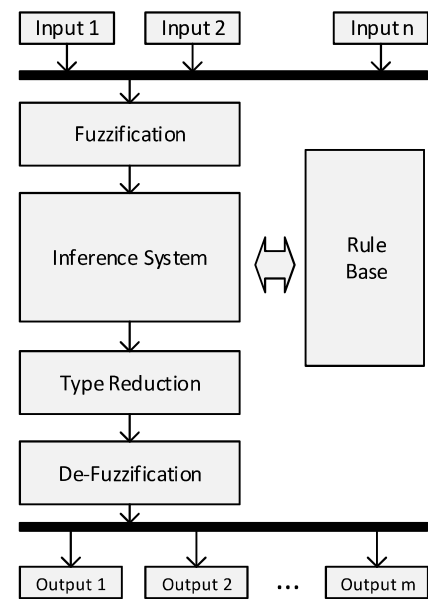 Input 1
Input 2
Input n
Fuzzification
Inference System
Rule
Base
Type Reduction
De-Fuzzification
Output 1
Output 2
...
Output m